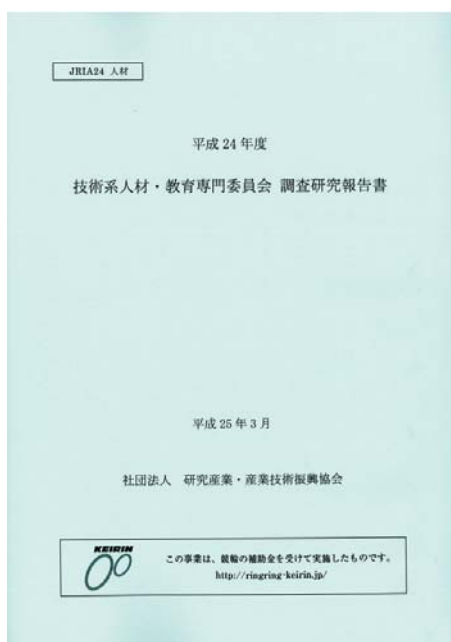 JRIA24 人材
平成 24 年度
技術系人材・教育専門委員会 調査研究報告書
平成 25 年 3 月
社団法人 研究産業・産業技術振興協会
KEIRIN
この事業は、競輪の補助金を受けて実施したものです。
http://ringring-keirin.jp/